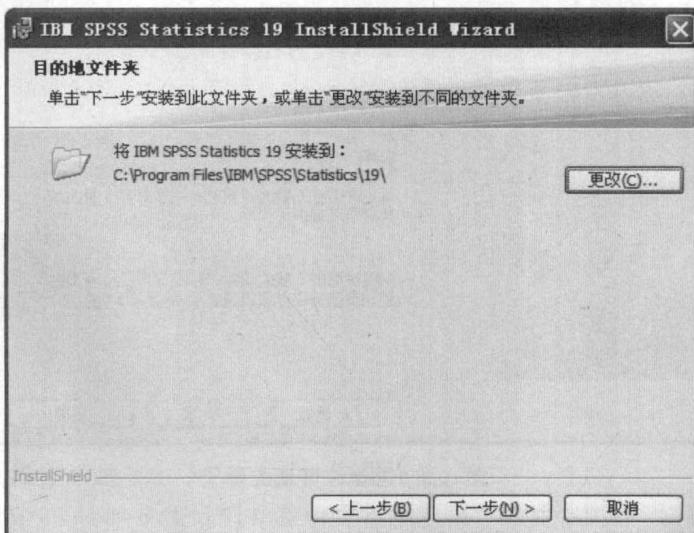 IBM SPSS Statistics 19 InstallShield Wizard
目的地文件夹
单击"下一步"安装到此文件夹，或单击"更改"安装到不同的文件夹。
将 IBM SPSS Statistics 19 安装到：
C:\Program Files\IBM\SPSS\Statistics\19\
更改(C)...
InstallShield
< 上一步(B)
下一步(N) >
取消